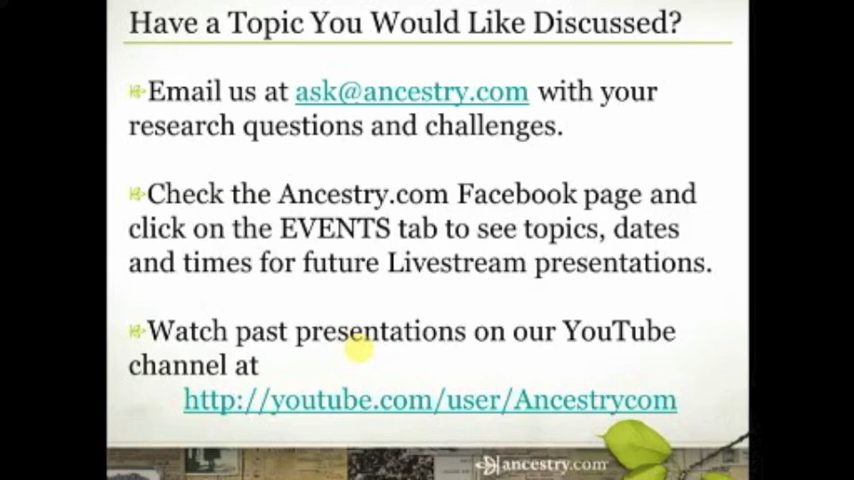 Have a Topic You Would Like Discussed?
Email us at ask@ancestry.com with your
research questions and challenges.
Check the Ancestry.com Facebook page and
click on the EVENTS tab to see topics, dates
and times for future Livestream presentations.
Watch past presentations on our YouTube
channel at
http://youtube.com/user/Ancestrycom
ancestry.com